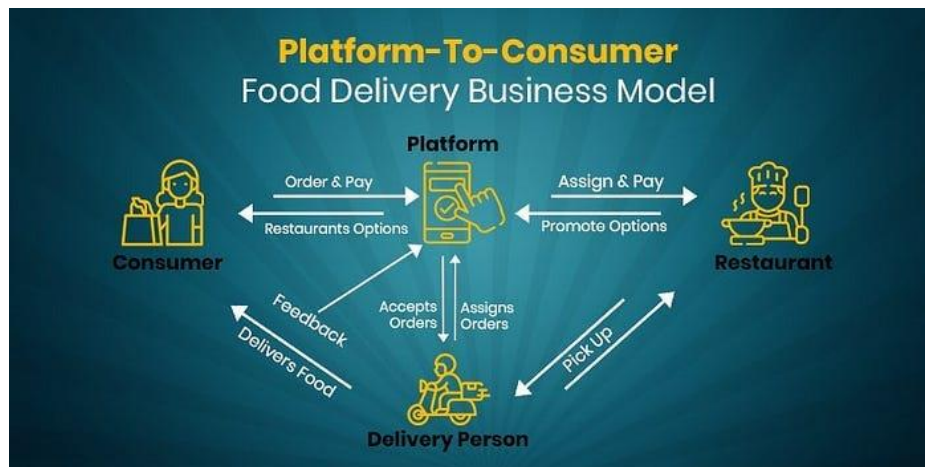 Platform-To-Consumer
Food Delivery Business Model
Platform
Order & Pay
Assign & Pay
Restaurants Options
Promote Options
Consumer
Restaurant
Feedback
Accepts
Orders
Assigns
Orders
Delivers Food
Pick Up
Delivery Person